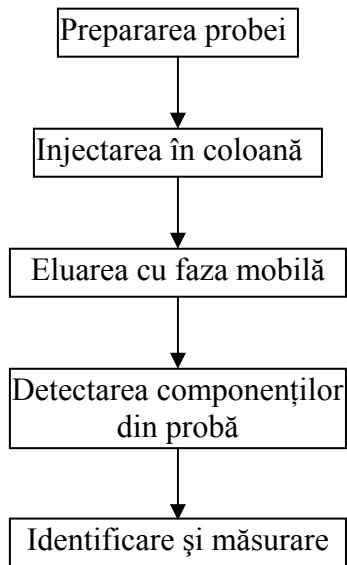 Prepararea probei
Injectarea în coloană
Eluarea cu faza mobilă
Detectarea componenților
din probă
Identificare şi măsurare